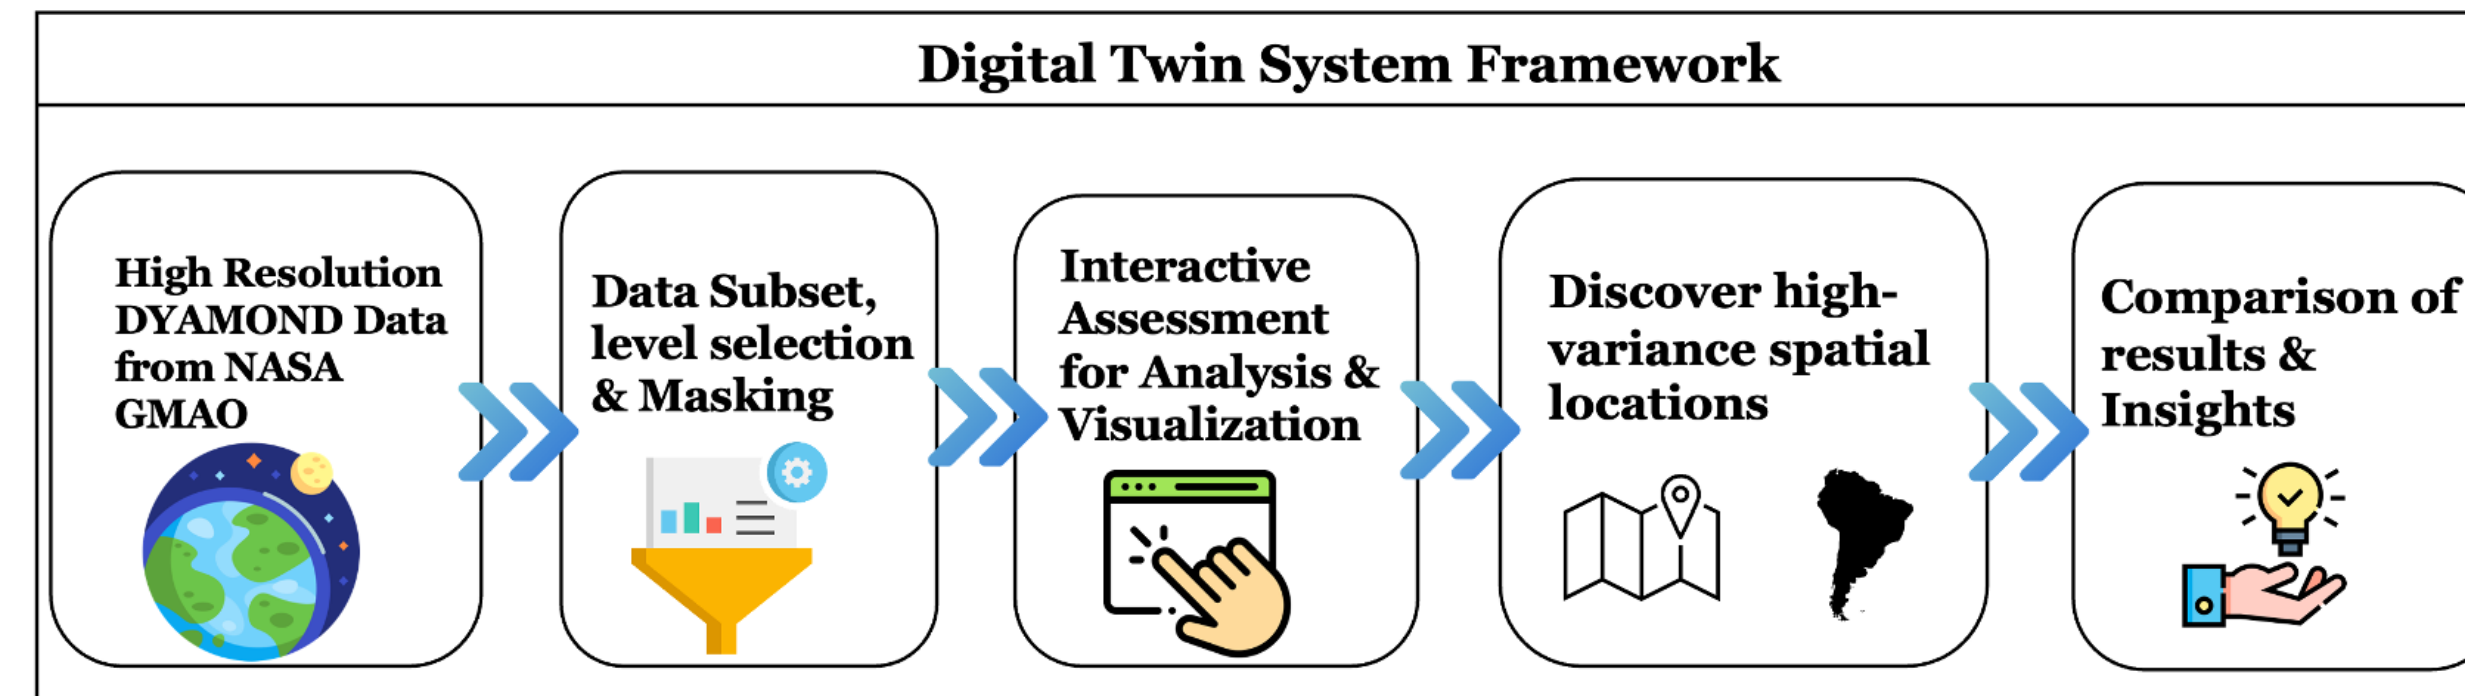 Digital Twin System Framework
High Resolution
DYAMOND Data
from NASA
GMAO
Data Subset,
level selection
& Masking
Interactive
Assessment
for Analysis &
Visualization
Discover high-
variance spatial
locations
Comparison of
results &
Insights